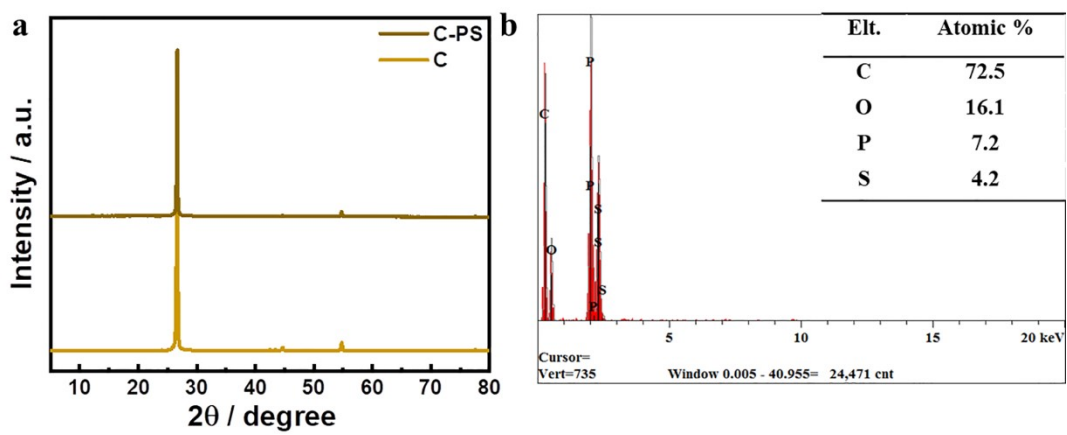 a
C-PS
C
Intensity / a.u.
10 20 30 40 50 60 70 80
2θ / degree
b
Elt. Atomic %
C 72.5
O 16.1
P 7.2
S 4.2
P
C
P
S
S
O
S
P
5 10 15 20 keV
Cursor=
Vert=735 Window 0.005 - 40.955= 24,471 cnt